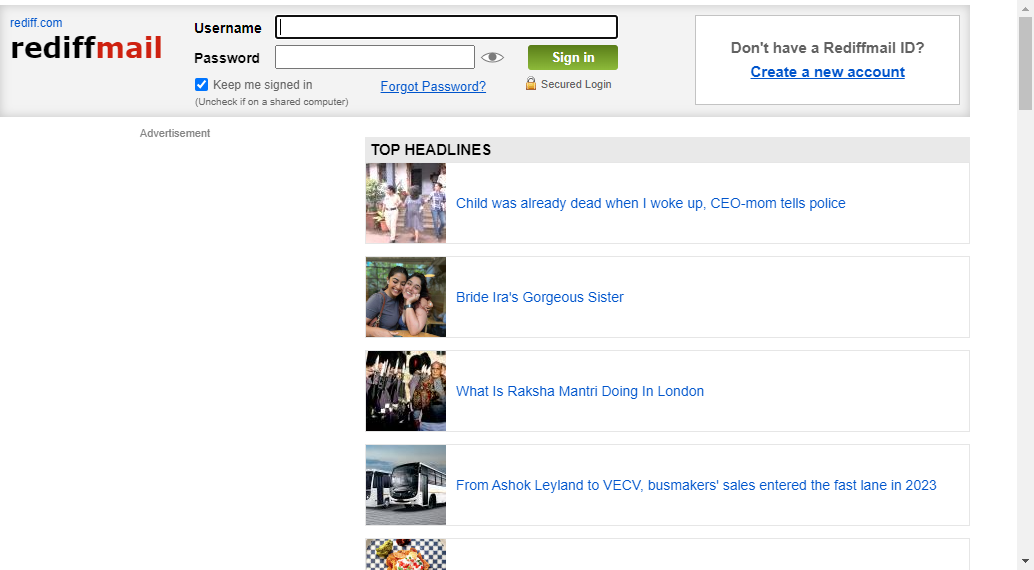 rediff.com
rediffmail
Username
Password
Sign in
Keep me signed in
(Uncheck if on a shared computer)
Forgot Password?
Secured Login
Don't have a Rediffmail ID?
Create a new account
Advertisement
TOP HEADLINES
Child was already dead when I woke up, CEO-mom tells police
Bride Ira's Gorgeous Sister
What Is Raksha Mantri Doing In London
From Ashok Leyland to VECV, busmakers' sales entered the fast lane in 2023